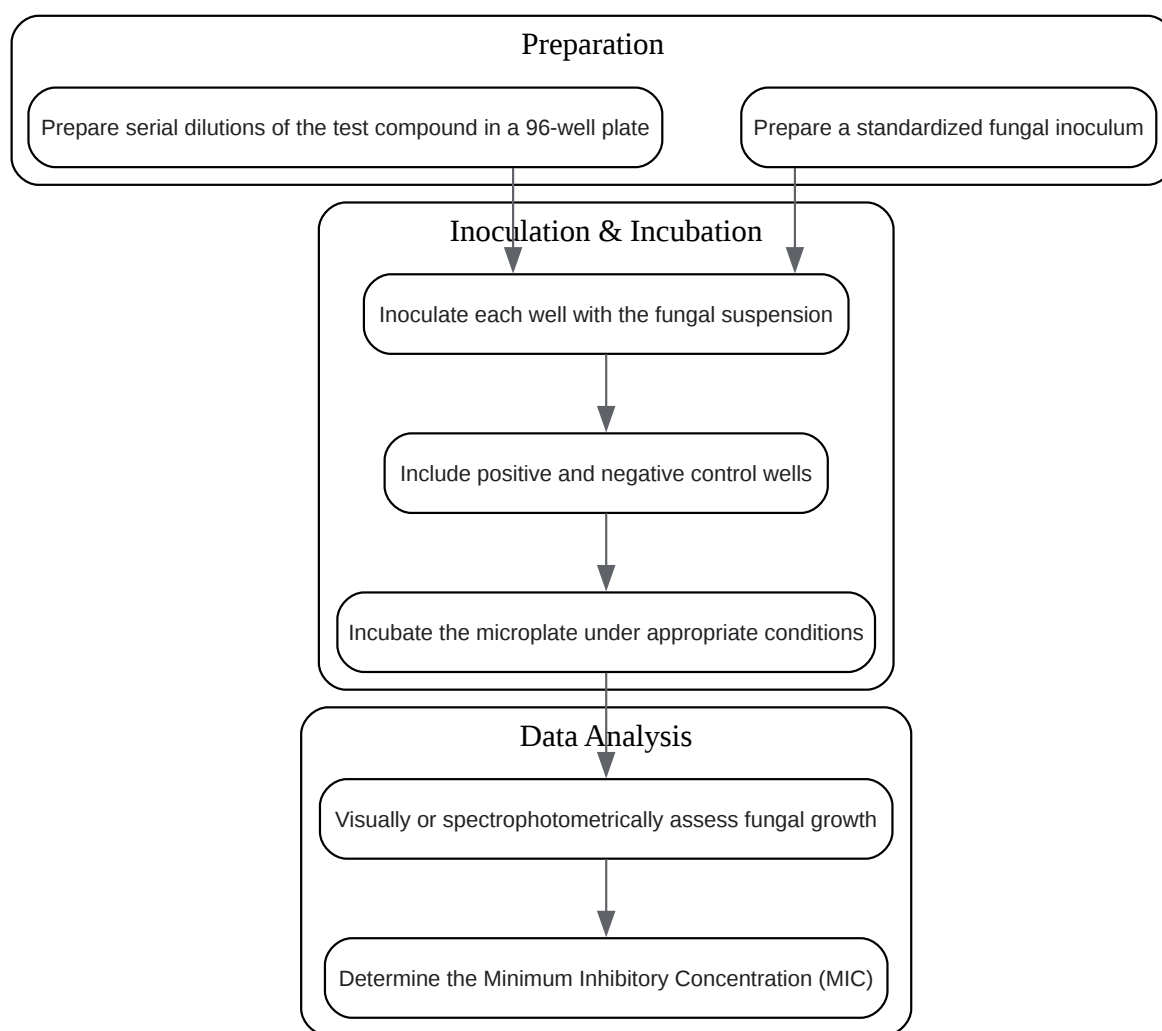 Preparation
Prepare serial dilutions of the test compound in a 96-well plate
Prepare a standardized fungal inoculum
Inoculation & Incubation
Inoculate each well with the fungal suspension
Include positive and negative control wells
Incubate the microplate under appropriate conditions
Data Analysis
Visually or spectrophotometrically assess fungal growth
Determine the Minimum Inhibitory Concentration (MIC)